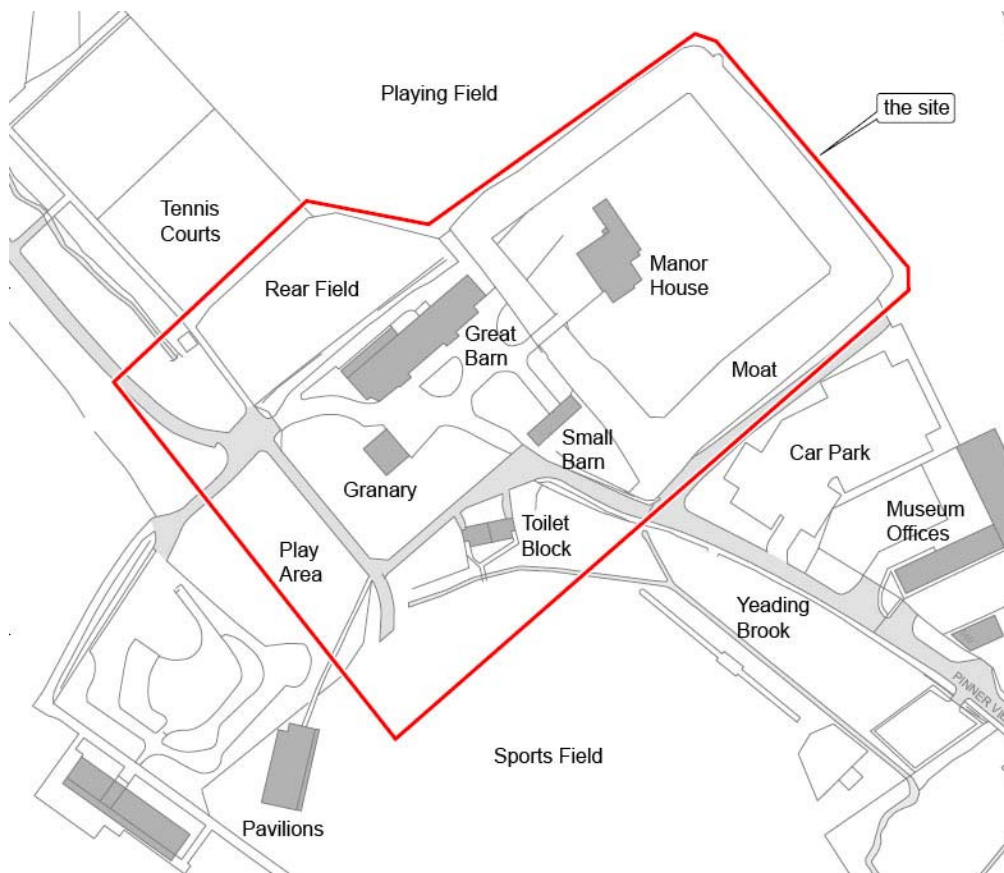 Playing Field
the site
Tennis
Courts
Manor
House
Rear Field
Great
Barn
Moat
Small
Barn
Car Park
Granary
Museum
Offices
Toilet
Block
Play
Area
Yeading
Brook
Sports Field
Pavilions